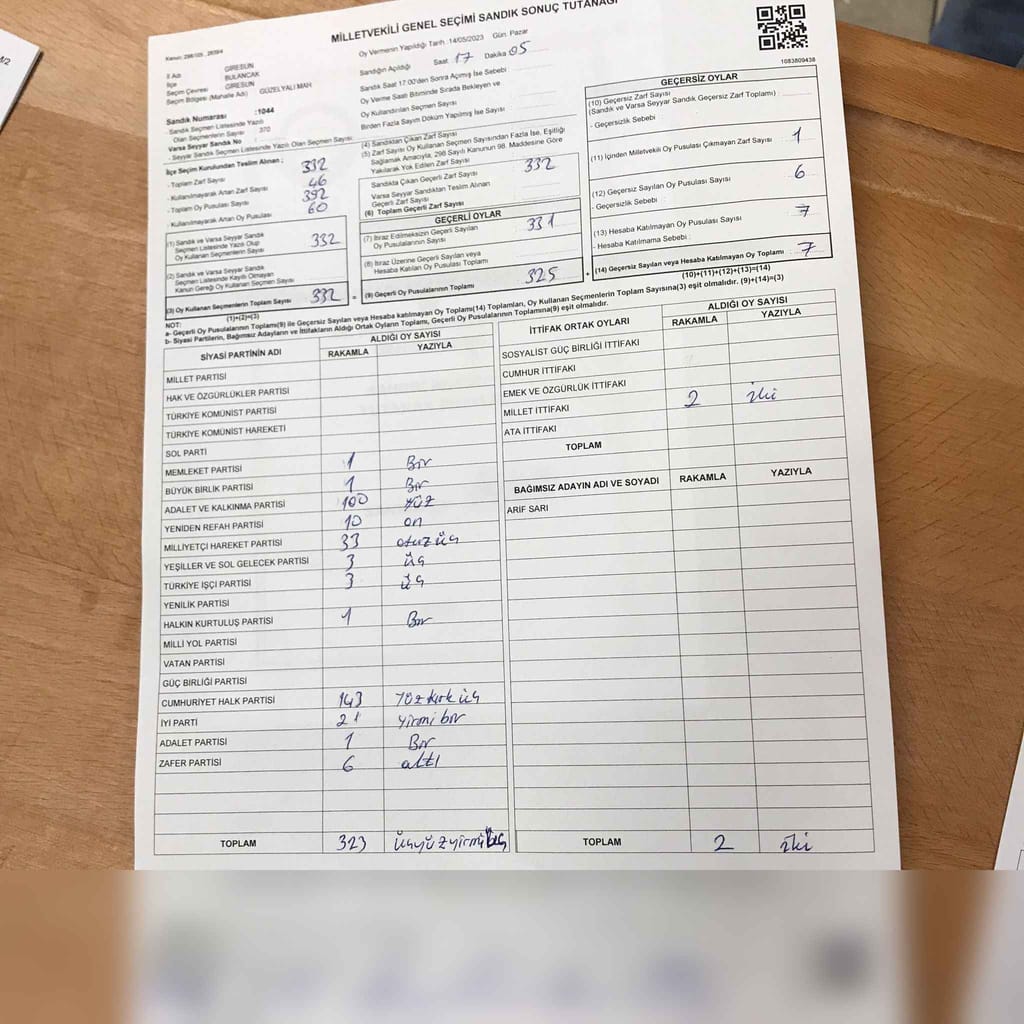 MİLLETVEKİLİ GENEL SEÇİMİ SANDIK SONUÇ TUTANAĞI
Oy Vermenin Yapıldığı Tarih : 14/05/2023 Gün: Pazar
İl Adı GİRESUN
İlçe BULANCAK
Seçim Çevresi GİRESUN
Seçim Bölgesi (Mahalle Adı) GÜZELYALI MAH
Sandık Numarası :1044
- Sandık Seçmen Listesinde Yazılı
Olan Seçmenlerin Sayısı 370
Varsa Seyyar Sandık No :
- Seyyar Sandık Seçmen Listesinde Yazılı Olan Seçmen Sayısı:
İlçe Seçim Kurulundan Teslim Alınan ;
- Toplam Zarf Sayısı 332
- Kullanılmayarak Artan Zarf Sayısı 46
- Toplam Oy Pusulası Sayısı 392
- Kullanılmayarak Artan Oy Pusulası 60
(1) Sandık ve Varsa Seyyar Sandık
Seçmen Listesinde Yazılı Olup
Oy Kullanan Seçmenlerin Sayısı 332
(2) Sandık ve Varsa Seyyar Sandık
Seçmen Listesinde Kayıtlı Olmayan
Kanun Gereği Oy Kullanan Seçmen Sayısı
(3) Oy Kullanan Seçmenlerin Toplam Sayısı 332
(1)+(2)=(3)
Sandığın Açıldığı Saat 17 Dakika 05
Sandık Saat 17:00'den Sonra Açımış İse Sebebi
Oy Verme Saati Bitiminde Sırada Bekleyen ve
Oy Kullandırılan Seçmen Sayısı
Birden Fazla Sayım Döküm Yapılmış İse Sayısı
(4) Sandıktan Çıkan Zarf Sayısı
(5) Zarf Sayısı Oy Kullanan Seçmen Sayısından Fazla İse, Eşitliği
Sağlamak Amacıyla, 298 Sayılı Kanunun 98. Maddesine Göre
Yakılarak Yok Edilen Zarf Sayısı
Sandıkta Çıkan Geçerli Zarf Sayısı 332
Varsa Seyyar Sandıktan Teslim Alınan
Geçerli Zarf Sayısı
(6) Toplam Geçerli Zarf Sayısı
GEÇERLİ OYLAR
(7) İtiraz Edilmeksizin Geçerli Sayılan
Oy Pusulalarının Sayısı 331
(8) İtiraz Üzerine Geçerli Sayılan veya
Hesaba Katılan Oy Pusulası Toplamı
= (9) Geçerli Oy Pusulalarının Toplamı 325 +
1083809438
GEÇERSİZ OYLAR
(10) Geçersiz Zarf Sayısı
(Sandık ve Varsa Seyyar Sandık Geçersiz Zarf Toplamı)
- Geçerlilik Sebebi :
(11) İçinden Milletvekili Oy Pusulası Çıkmayan Zarf Sayısı 1
(12) Geçersiz Sayılan Oy Pusulası Sayısı 6
- Geçersizlik Sebebi :
(13) Hesaba Katılmayan Oy Pusulası Sayısı 7
- Hesaba Katılmama Sebebi :
(14) Geçersiz Sayılan veya Hesaba Katılmayan Oy Toplamı 7
(10)+(11)+(12)+(13)=(14)
NOT:
a- Geçerli Oy Pusulalarının Toplamı(9) ile Geçersiz Sayılan veya Hesaba katılmayan Oy Toplamı(14) Toplamları, Oy Kullanan Seçmenlerin Toplam Sayısına(3) eşit olmalıdır. (9)+(14)=(3)
b- Siyasi Partilerin, Bağımsız Adayların ve İttifakların Aldığı Ortak Oyların Toplamı, Geçerli Oy Pusulalarının Toplamına(9) eşit olmalıdır.
SİYASİ PARTİNİN ADI
ALDIĞI OY SAYISI
RAKAMLA YAZIYLA
MİLLET PARTİSİ
HAK VE ÖZGÜRLÜKLER PARTİSİ
TÜRKİYE KOMÜNİST PARTİSİ
TÜRKİYE KOMÜNİST HAREKETİ
SOL PARTİ
MEMLEKET PARTİSİ 1 Bir
BÜYÜK BİRLİK PARTİSİ 1 Bir
ADALET VE KALKINMA PARTİSİ 100 yüz
YENİDEN REFAH PARTİSİ 10 on
MİLLİYETÇİ HAREKET PARTİSİ 33 otuz üç
YEŞİLLER VE SOL GELECEK PARTİSİ 3 üç
TÜRKİYE İŞÇİ PARTİSİ 3 üç
YENİLİK PARTİSİ
HALKIN KURTULUŞ PARTİSİ 1 Bir
MİLLİ YOL PARTİSİ
VATAN PARTİSİ
GÜÇ BİRLİĞİ PARTİSİ
CUMHURİYET HALK PARTİSİ 143 yüz kırk üç
İYİ PARTİ 21 yirmi bir
ADALET PARTİSİ 1 Bir
ZAFER PARTİSİ 6 altı
TOPLAM 323 üçyüz yirmi üç
İTTİFAK ORTAK OYLARI
ALDIĞI OY SAYISI
RAKAMLA YAZIYLA
SOSYALİST GÜÇ BİRLİĞİ İTTİFAKI
CUMHUR İTTİFAKI
EMEK VE ÖZGÜRLÜK İTTİFAKI
MİLLET İTTİFAKI 2 iki
ATA İTTİFAKI
TOPLAM
BAĞIMSIZ ADAYIN ADI VE SOYADI RAKAMLA YAZIYLA
ARİF SARI
TOPLAM 2 iki